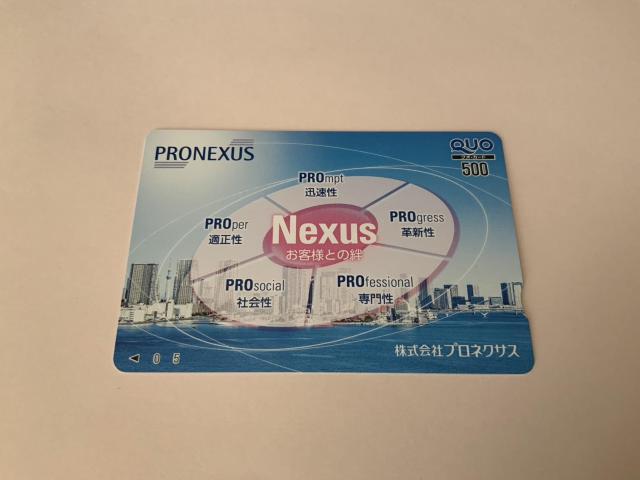 PRONEXUS
QUO
クオ・カード
500
PROmpt
迅速性
PROper
適正性
PROgress
革新性
Nexus
お客様との絆
PROsocial
社会性
PROfessional
専門性
株式会社プロネクサス
◀ 0 5